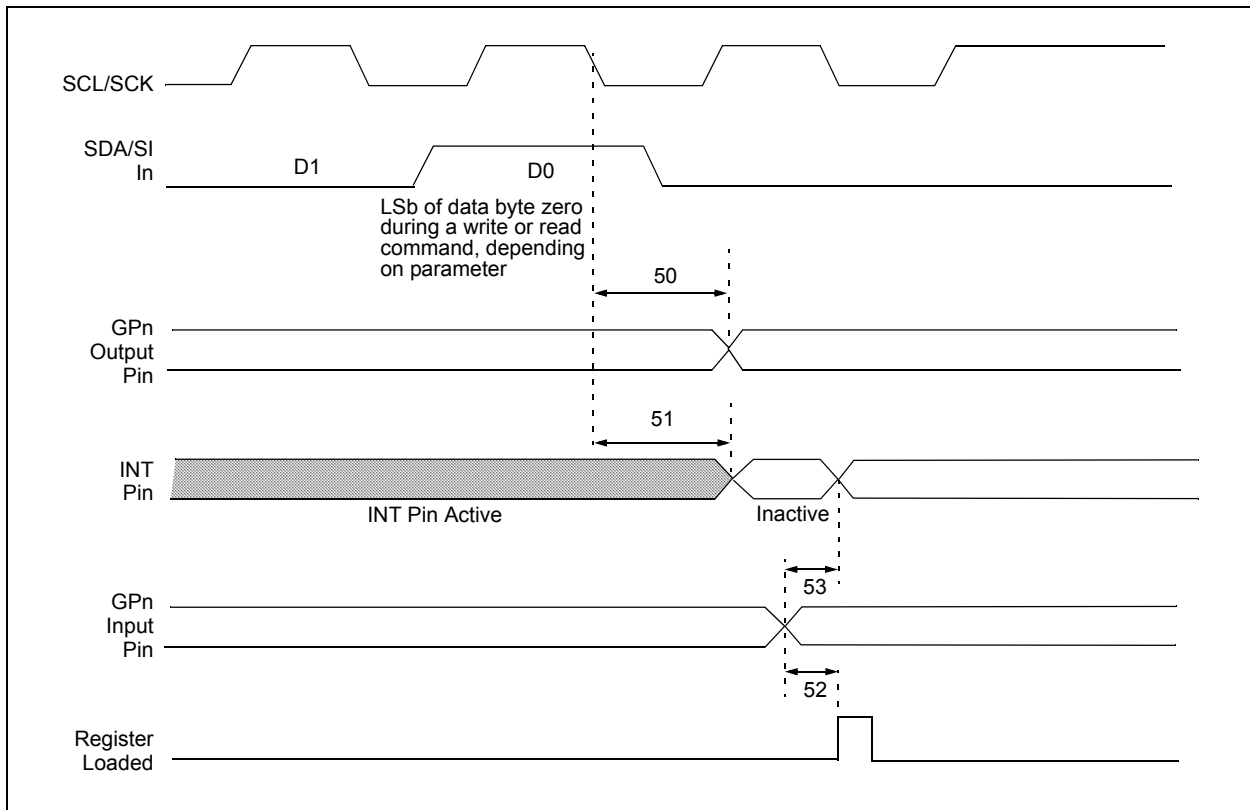 SCL/SCK
SDA/SI
In
D1
D0
LSb of data byte zero
during a write or read
command, depending
on parameter
50
GPn
Output
Pin
51
INT
Pin
INT Pin Active
Inactive
53
GPn
Input
Pin
52
Register
Loaded